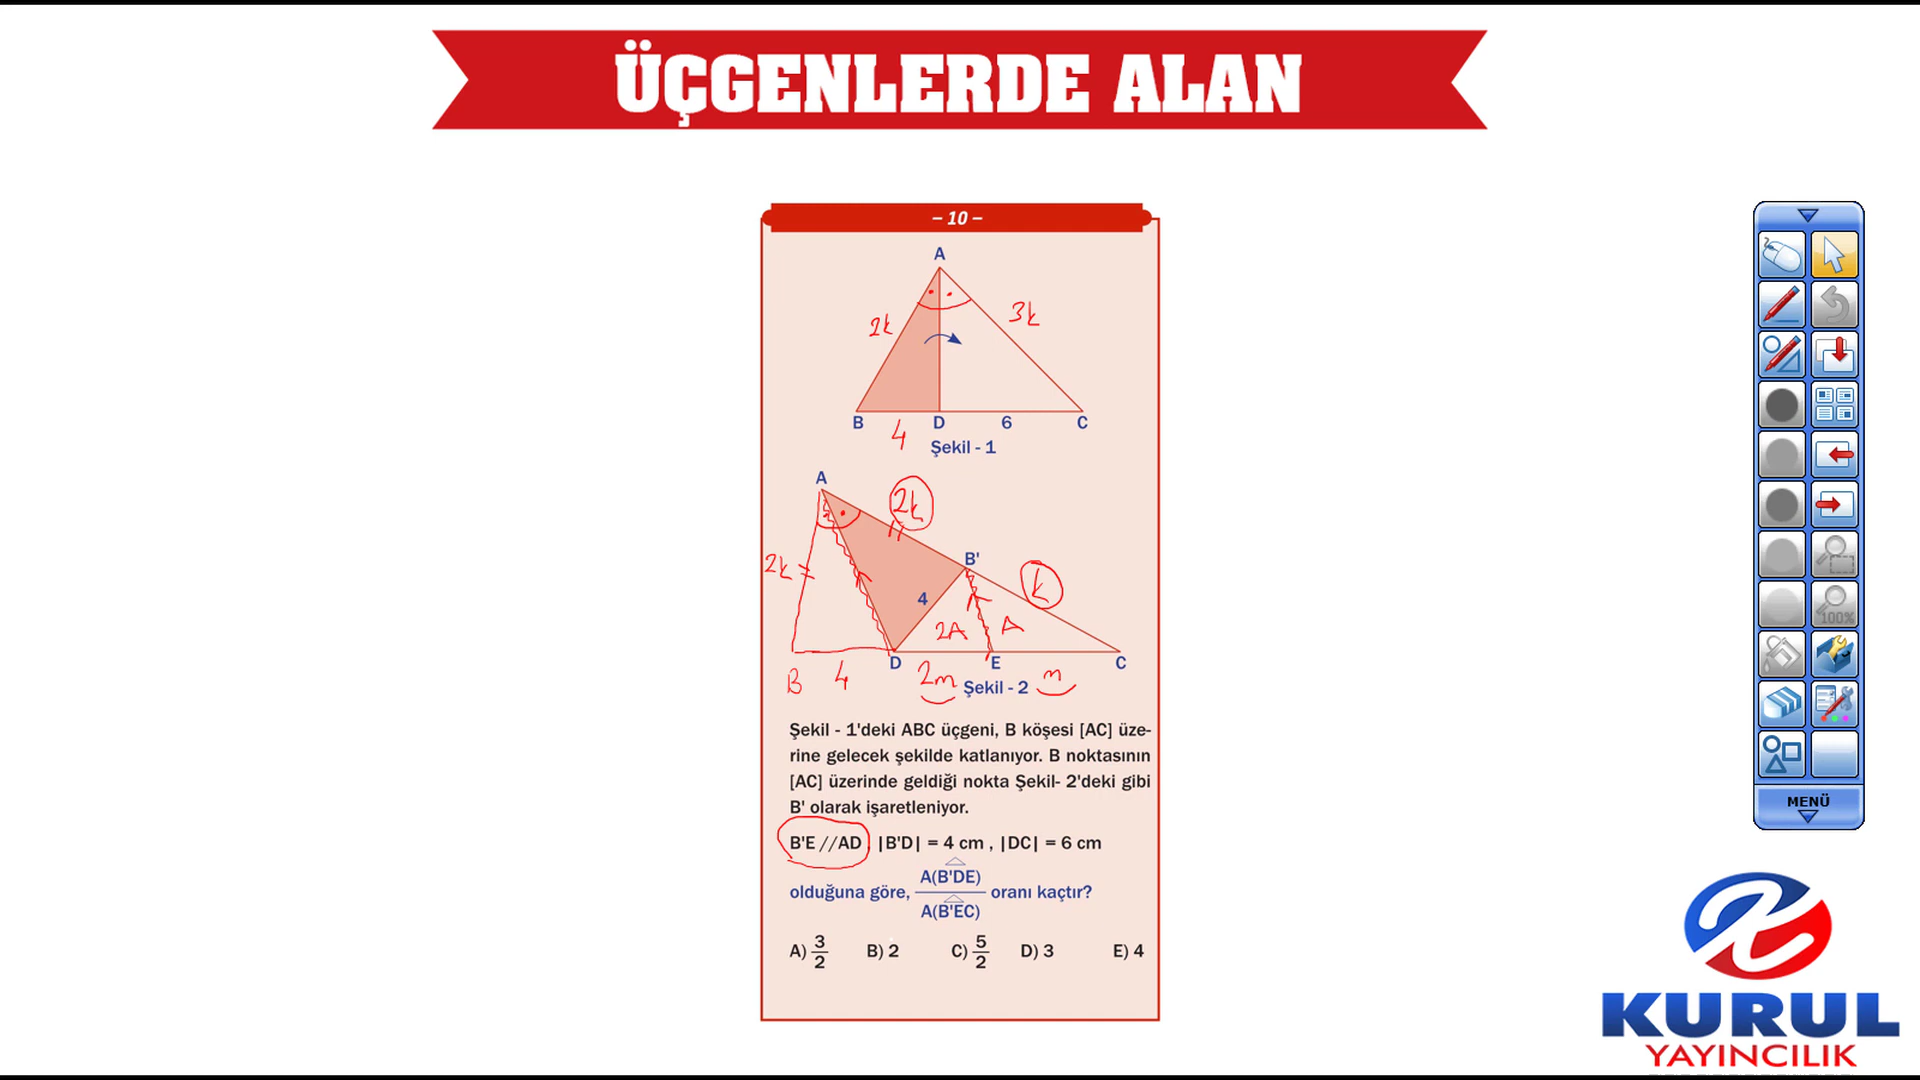 ÜÇGENLERDE ALAN
– 10 –
A
2k
3k
B
D
6
C
4
Şekil - 1
A
2k
B'
2k
k
4
2A
A
D
E
C
B
4
2m
Şekil - 2
m
Şekil - 1'deki ABC üçgeni, B köşesi [AC] üze-
rine gelecek şekilde katlanıyor. B noktasının
[AC] üzerinde geldiği nokta Şekil- 2'deki gibi
B' olarak işaretleniyor.
B'E //AD |B'D| = 4 cm , |DC| = 6 cm
olduğuna göre, A(B'DE) / A(B'EC) oranı kaçtır?
A) 3/2 B) 2 C) 5/2 D) 3 E) 4
100%
MENÜ
KURUL
YAYINCILIK